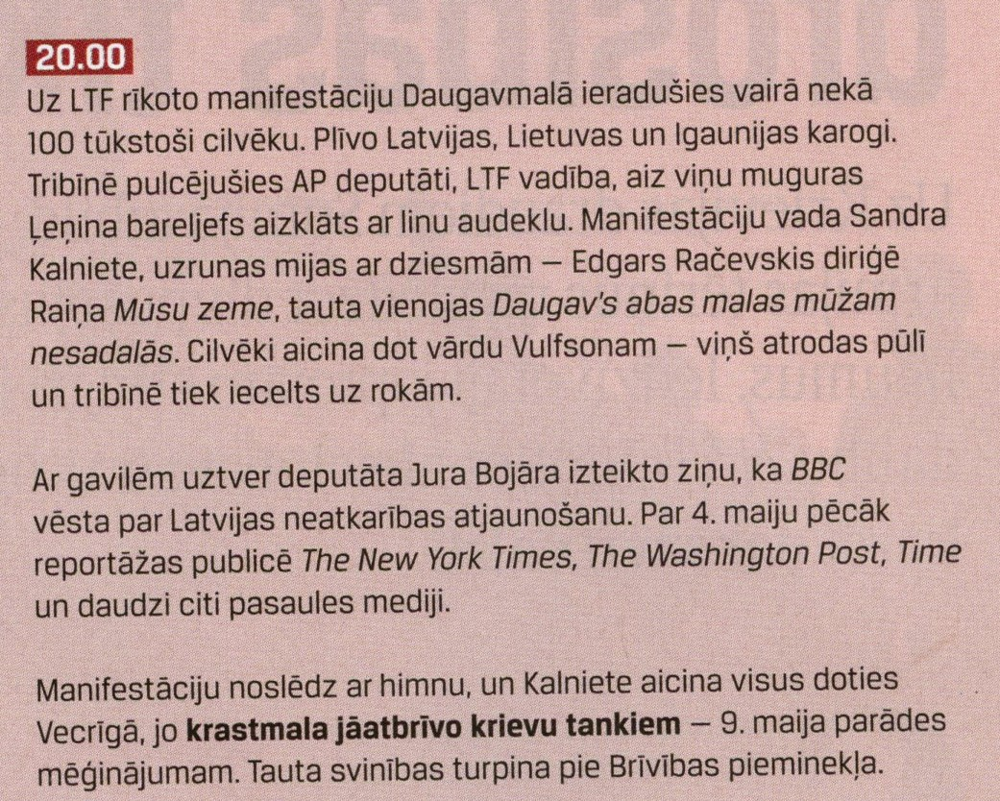 20.00
Uz LTF rīkoto manifestāciju Daugavmalā ieradušies vairā nekā
100 tūkstoši cilvēku. Plīvo Latvijas, Lietuvas un Igaunijas karogi.
Tribīnē pulcējušies AP deputāti, LTF vadība, aiz viņu muguras
Ļeņina bareljefs aizklāts ar linu audeklu. Manifestāciju vada Sandra
Kalniete, uzrunas mijas ar dziesmām – Edgars Račevskis diriģē
Raiņa Mūsu zeme, tauta vienojas Daugav's abas malas mūžam
nesadalās. Cilvēki aicina dot vārdu Vulfsonam – viņš atrodas pūlī
un tribīnē tiek iecelts uz rokām.
Ar gavilēm uztver deputāta Jura Bojāra izteikto ziņu, ka BBC
vēsta par Latvijas neatkarības atjaunošanu. Par 4. maiju pēcāk
reportāžas publicē The New York Times, The Washington Post, Time
un daudzi citi pasaules mediji.
Manifestāciju noslēdz ar himnu, un Kalniete aicina visus doties
Vecrīgā, jo krastmala jāatbrīvo krievu tankiem – 9. maija parādes
mēģinājumam. Tauta svinības turpina pie Brīvības pieminekļa.